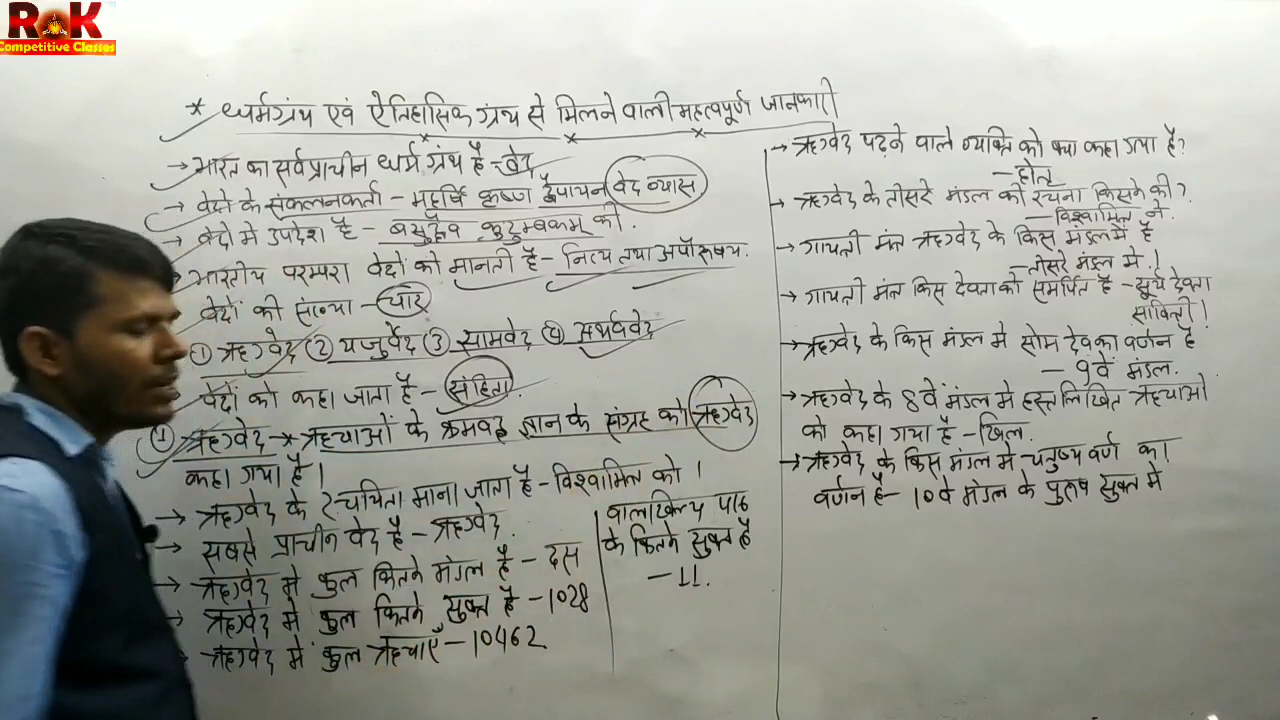 RK
Competitive Classes
* धर्मग्रंथ एवं ऐतिहासिक ग्रंथ से मिलने वाली महत्वपूर्ण जानकारी
→ भारत का सर्वप्राचीन धर्म ग्रंथ है - वेद
→ वेदो के संकलनकर्ता - महर्षि कृष्ण द्वैपायन वेद व्यास
→ वेदो मे उपदेश है - वसुद्यैव कुटुम्बकम् की.
भारतीय परम्परा वेदो को मानती है - नित्य तथा अपौरूषय.
वेदो की संख्या - चार
① ऋग्वेद ② यजुर्वेद ③ सामवेद ④ अर्थववेद
वेदो को कहा जाता है - संहिता
① ऋग्वेद → ऋचाओं के क्रमवद्ध ज्ञान के संग्रह को ऋग्वेद
कहा गया है।
→ ऋग्वेद के रचयिता माना जाता है - विश्वामित्र को।
→ सबसे प्राचीन वेद है - ऋग्वेद.
→ ऋग्वेद मे कुल कितने मंडल है - दस
→ ऋग्वेद मे कुल कितने सुक्त है - 1028
→ ऋग्वेद में कुल ऋचाएँ - 10462
वालखिल्य पाठ
के कितने सुक्त है
- 11.
→ ऋग्वेद पढ़ने वाले व्यक्ति को क्या कहा गया है?
- होतृ
→ ऋग्वेद के तीसरे मंडल की रचना किसने की?
- विश्वामित्र ने.
→ गायत्री मंत्र ऋग्वेद के किस मंडल में है
- तीसरे मंडल मे।
→ गायत्री मंत्र किस देवता को समर्पित है - सूर्य देवता
सावित्री।
→ ऋग्वेद के किस मंडल मे सोम देव का वर्णन है
- 9वें मंडल.
→ ऋग्वेद के 8वें मंडल मे हस्तलिखित ऋचाओ
को कहा गया है - खिल.
→ ऋग्वेद के किस मंडल मे चतुष्य वर्ण का
वर्णन है - 10वे मंडल के पुरुष सुक्त मे